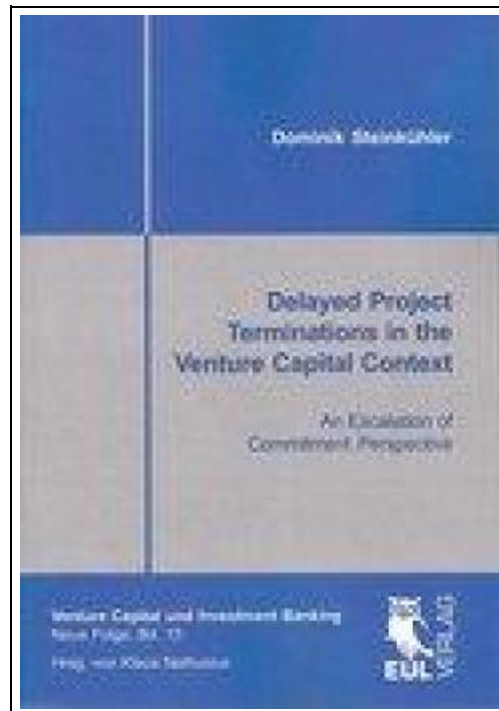 Dominik Steinkühler
Delayed Project
Terminations in the
Venture Capital Context
An Escalation of
Commitment Perspective
Venture Capital und Investment Banking
Neue Folge, Bd.
Hrsg. von Klaus Nathusius
EUL
VERLAG